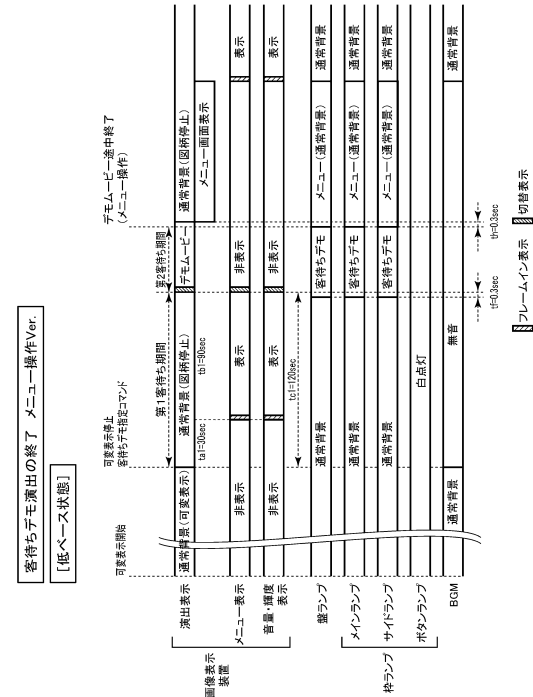 客待ちデモ演出の終了 メニュー操作Ver.
[低ベース状態]
可変表示開始
可変表示停止
客待ちデモ指定コマンド
デモムービー途中終了
(メニュー操作)
第1客待ち期間
第2客待ち期間
画像表示
装置
演出表示
通常背景(可変表示)
通常背景(図柄停止)
デモムービー
通常背景(図柄停止)
メニュー画面表示
ta1=30sec
tb1=90sec
メニュー表示
非表示
表示
非表示
表示
音量・輝度
表示
非表示
表示
非表示
表示
tc1=120sec
盤ランプ
通常背景
客待ちデモ
メニュー(通常背景)
通常背景
枠ランプ
メインランプ
通常背景
客待ちデモ
メニュー(通常背景)
通常背景
サイドランプ
通常背景
客待ちデモ
メニュー(通常背景)
通常背景
ボタンランプ
白点灯
BGM
通常背景
無音
通常背景
tf=0.3sec
th=0.3sec
フレームイン表示
切替表示